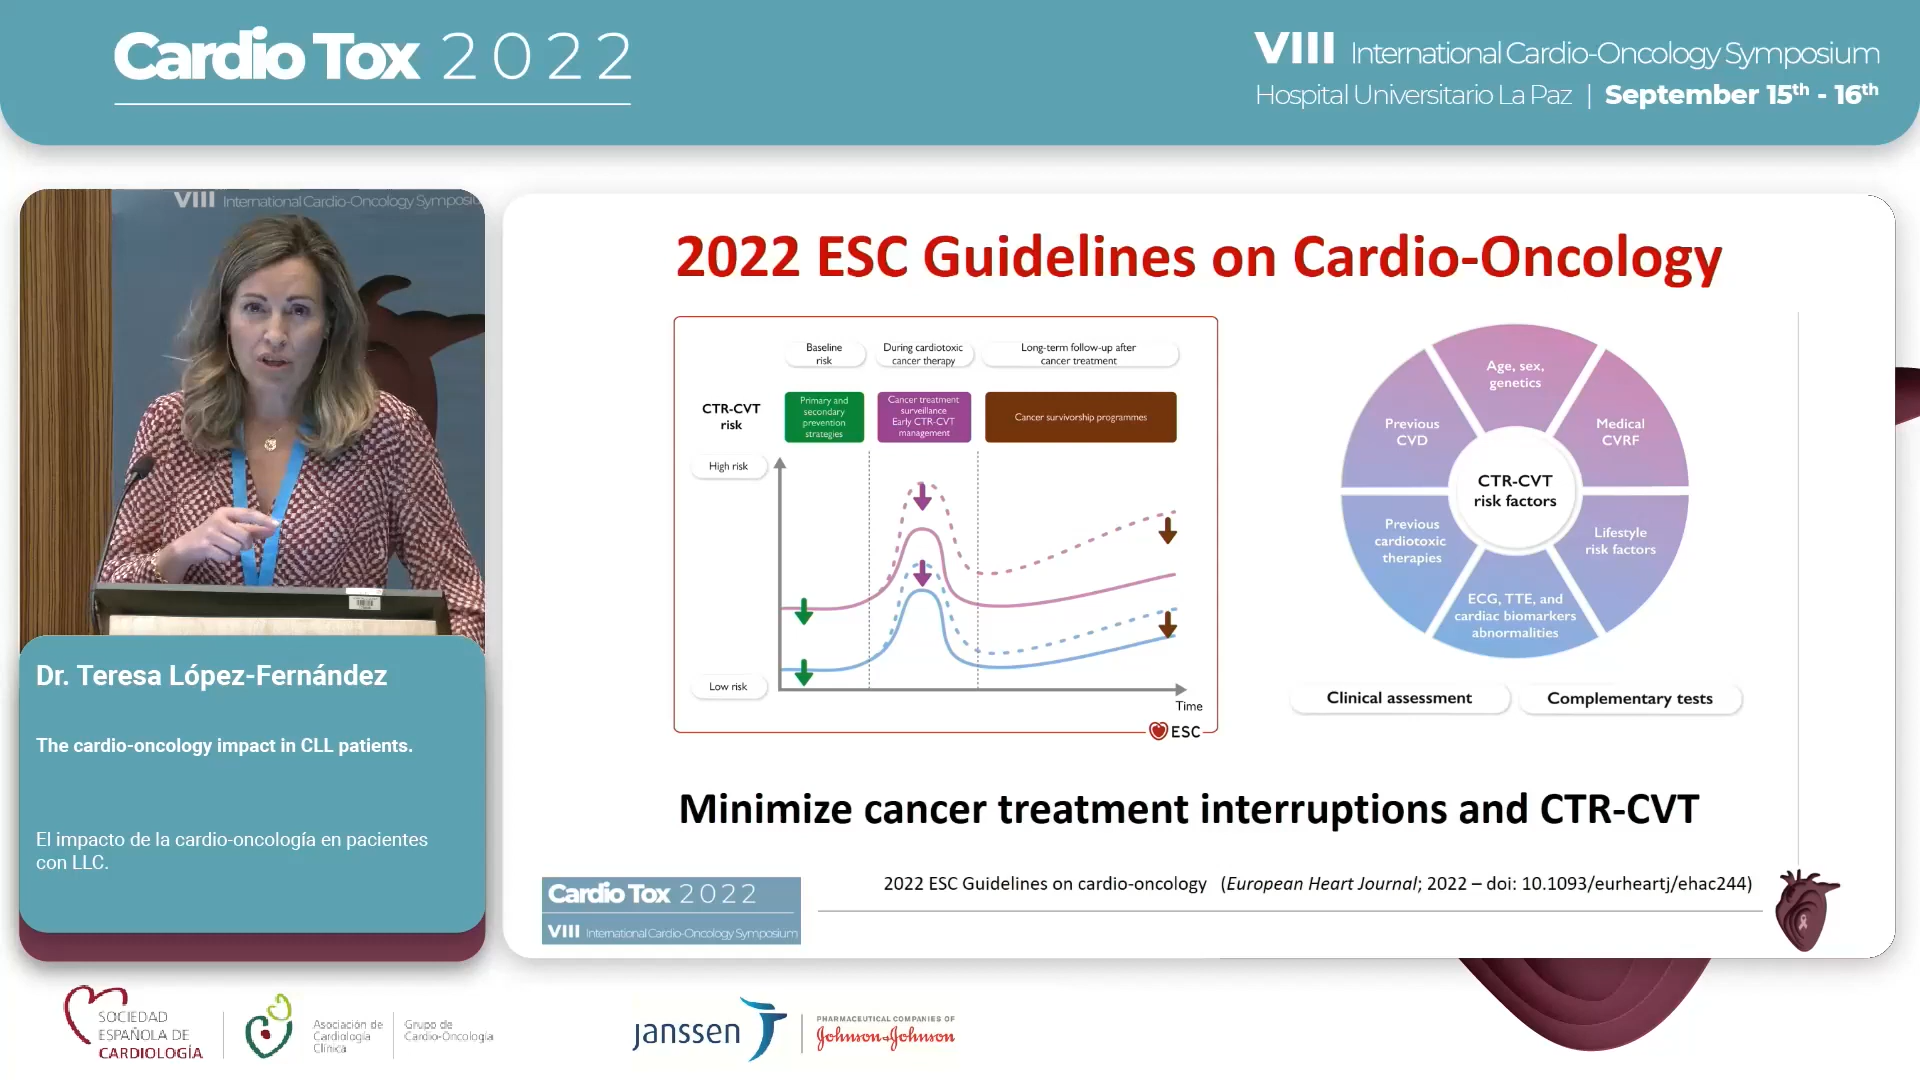 Cardio Tox 2022
VIII International Cardio-Oncology Symposium
Hospital Universitario La Paz | September 15th - 16th
VIII International Cardio-Oncology Symposiu
Dr. Teresa López-Fernández
The cardio-oncology impact in CLL patients.
El impacto de la cardio-oncología en pacientes
con LLC.
2022 ESC Guidelines on Cardio-Oncology
Baseline
risk
During cardiotoxic
cancer therapy
Long-term follow-up after
cancer treatment
CTR-CVT
risk
Primary and
secondary
prevention
strategies
Cancer treatment
surveillance
Early CTR-CVT
management
Cancer survivorship programmes
High risk
Low risk
Time
ESC
Age, sex,
genetics
Previous
CVD
Medical
CVRF
CTR-CVT
risk factors
Previous
cardiotoxic
therapies
Lifestyle
risk factors
ECG, TTE, and
cardiac biomarkers
abnormalities
Clinical assessment
Complementary tests
Minimize cancer treatment interruptions and CTR-CVT
2022 ESC Guidelines on cardio-oncology (European Heart Journal; 2022 – doi: 10.1093/eurheartj/ehac244)
Cardio Tox 2022
VIII International Cardio-Oncology Symposium
SOCIEDAD
ESPAÑOLA DE
CARDIOLOGÍA
Asociación de
Cardiología
Clínica
Grupo de
Cardio-Oncología
janssen
PHARMACEUTICAL COMPANIES OF
Johnson&Johnson